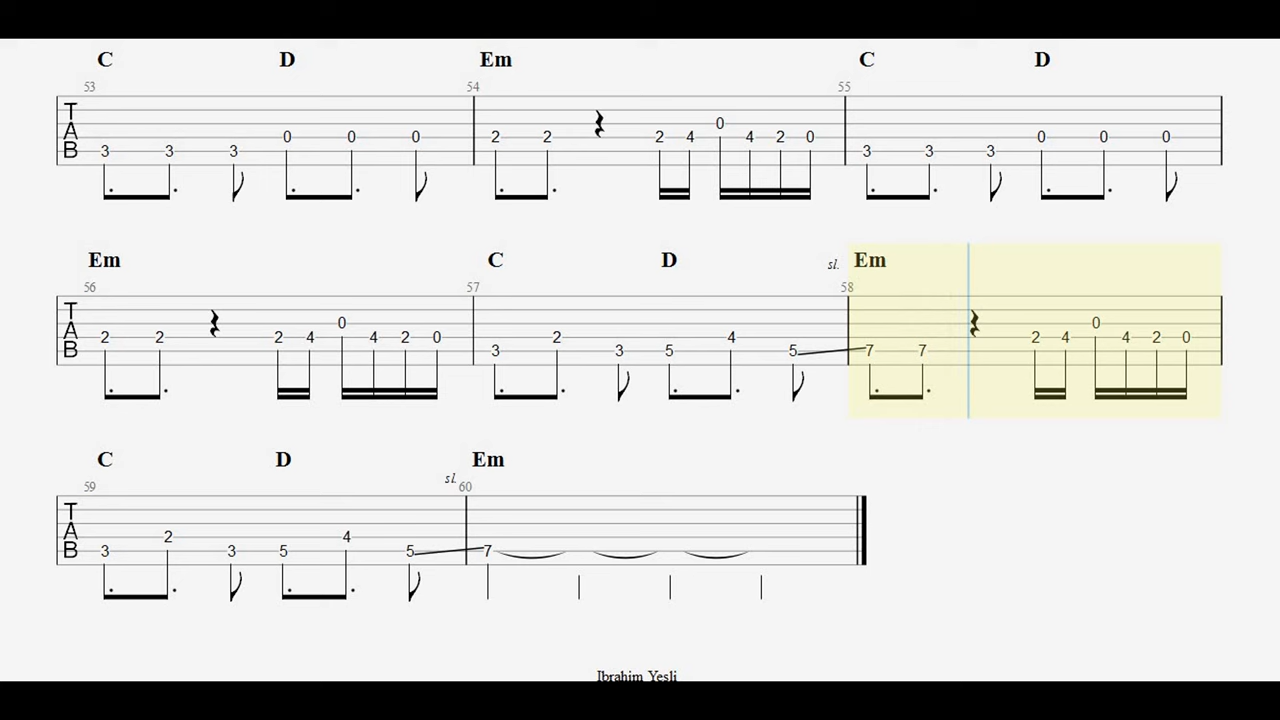 C D Em C D
53 54 55
T
A
B
3 3 3 0 0 0 2 2 2 4 0 4 2 0 3 3 3 0 0 0
Em C D sl. Em
56 57 58
T
A
B
2 2 2 4 0 4 2 0 3 2 3 5 4 5 7 7 2 4 0 4 2 0
C D sl. Em
59 60
T
A
B
3 2 3 5 4 5 7
Ibrahim Yesli